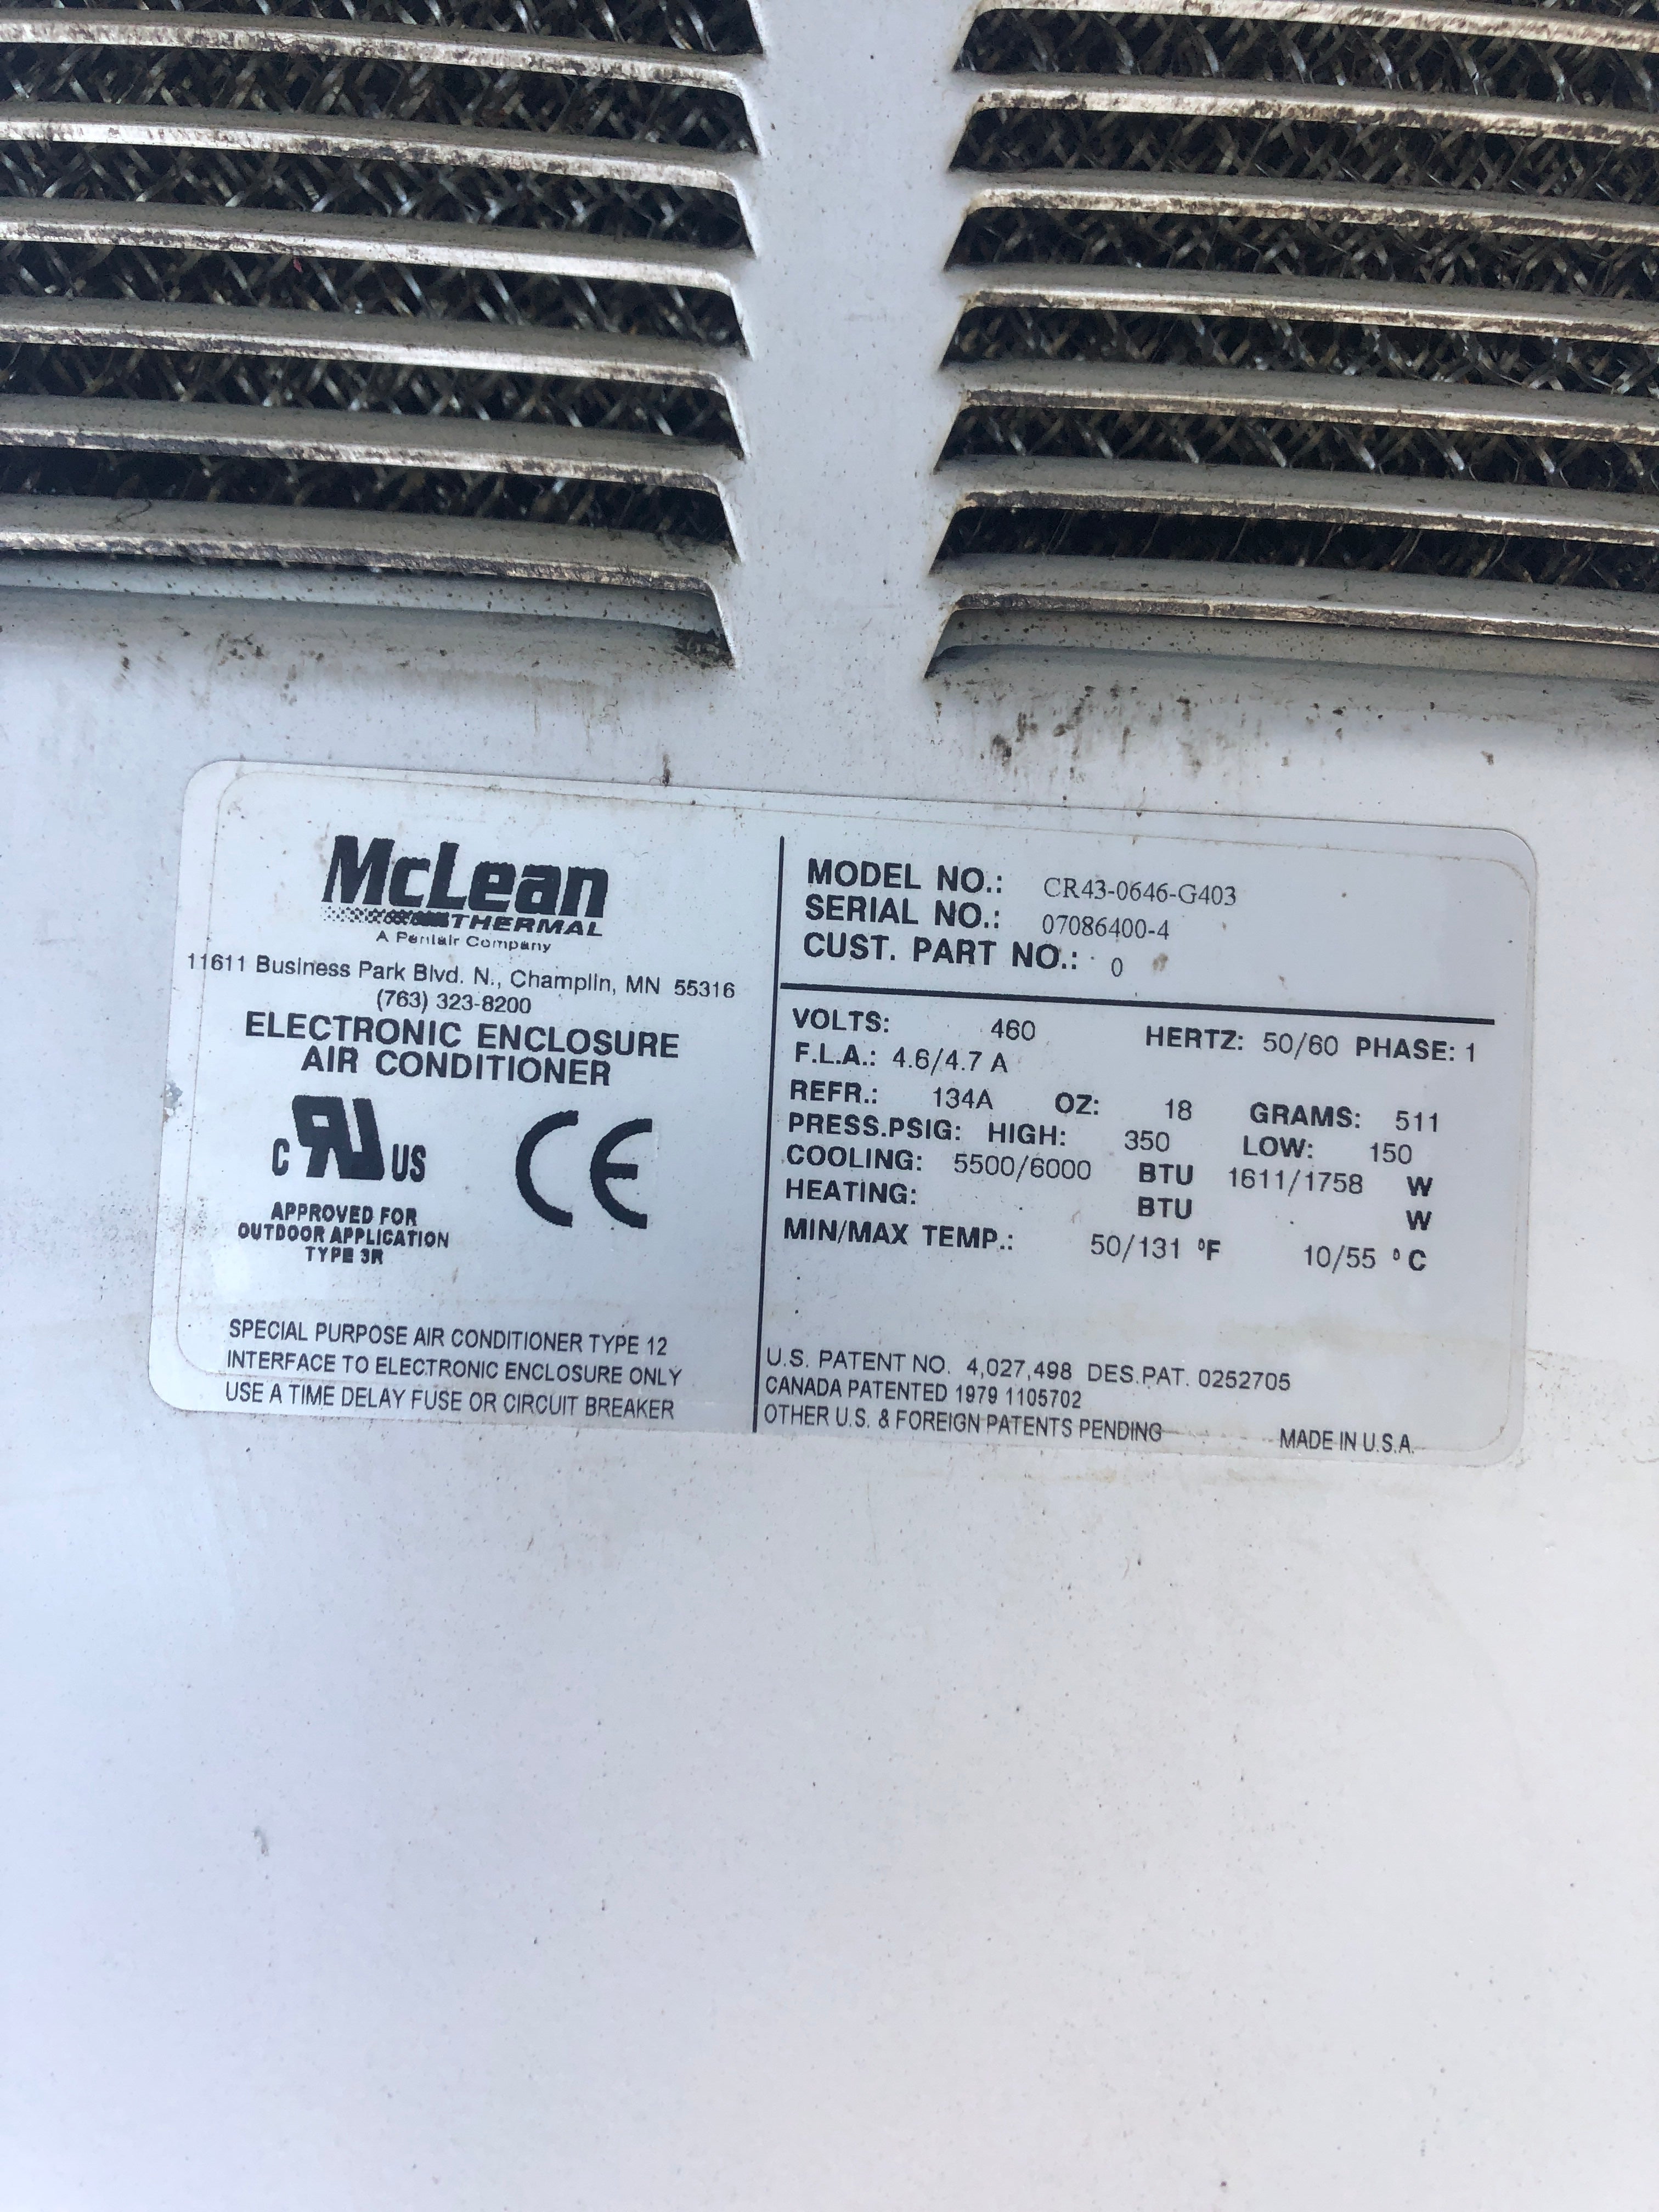 McLean
THERMAL
A Pentair Company
11611 Business Park Blvd. N., Champlin, MN 55316
(763) 323-8200
ELECTRONIC ENCLOSURE
AIR CONDITIONER
C RU US CE
APPROVED FOR
OUTDOOR APPLICATION
TYPE 3R
SPECIAL PURPOSE AIR CONDITIONER TYPE 12
INTERFACE TO ELECTRONIC ENCLOSURE ONLY
USE A TIME DELAY FUSE OR CIRCUIT BREAKER
MODEL NO.: CR43-0646-G403
SERIAL NO.: 07086400-4
CUST. PART NO.: 0
VOLTS: 460 HERTZ: 50/60 PHASE: 1
F.L.A.: 4.6/4.7 A
REFR.: 134A OZ: 18 GRAMS: 511
PRESS.PSIG: HIGH: 350 LOW: 150
COOLING: 5500/6000 BTU 1611/1758 W
HEATING: BTU W
MIN/MAX TEMP.: 50/131 °F 10/55 °C
U.S. PATENT NO. 4,027,498 DES.PAT. 0252705
CANADA PATENTED 1979 1105702
OTHER U.S. & FOREIGN PATENTS PENDING MADE IN U.S.A.